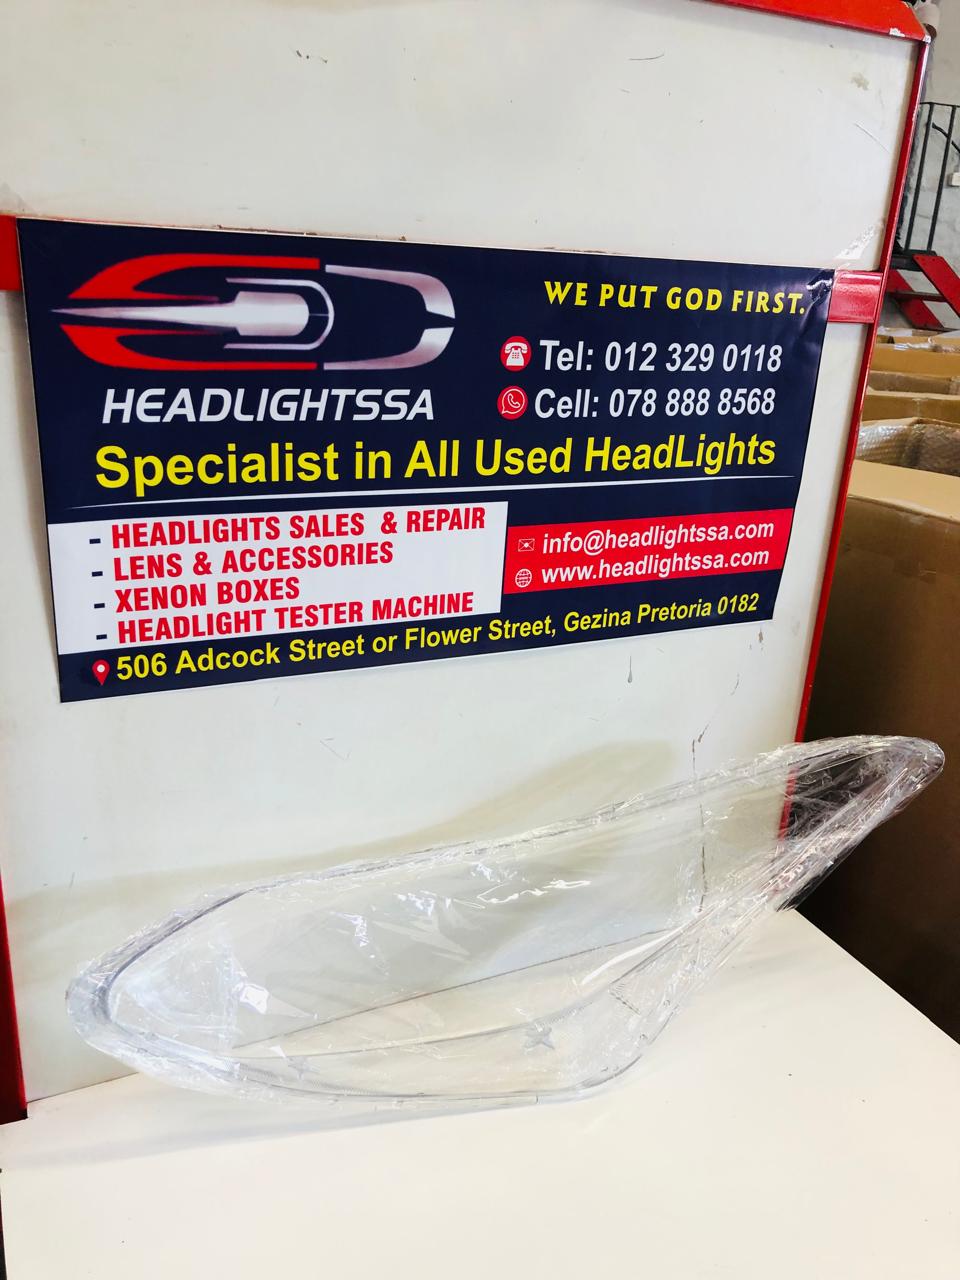 WE PUT GOD FIRST.
Tel: 012 329 0118
Cell: 078 888 8568
HEADLIGHTSSA
Specialist in All Used HeadLights
- HEADLIGHTS SALES & REPAIR
- LENS & ACCESSORIES
- XENON BOXES
- HEADLIGHT TESTER MACHINE
info@headlightssa.com
www.headlightssa.com
506 Adcock Street or Flower Street, Gezina Pretoria 0182